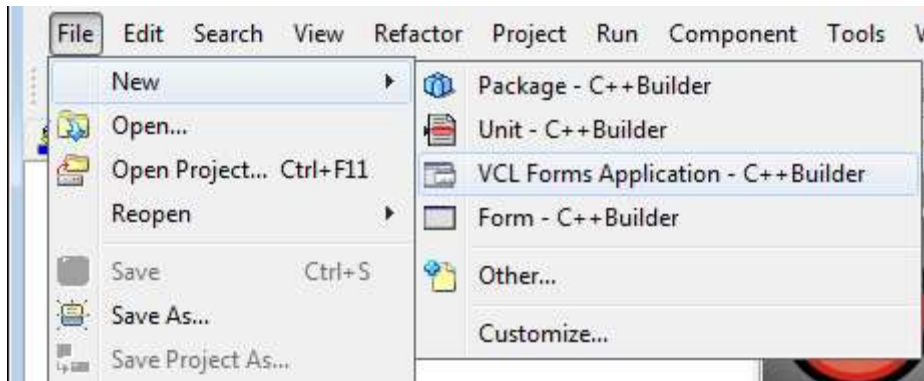 File Edit Search View Refactor Project Run Component Tools
New
Open...
Open Project... Ctrl+F11
Reopen
Save Ctrl+S
Save As...
Save Project As...
Package - C++Builder
Unit - C++Builder
VCL Forms Application - C++Builder
Form - C++Builder
Other...
Customize...